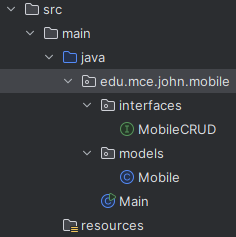 src
main
java
edu.mce.john.mobile
interfaces
MobileCRUD
models
Mobile
Main
resources